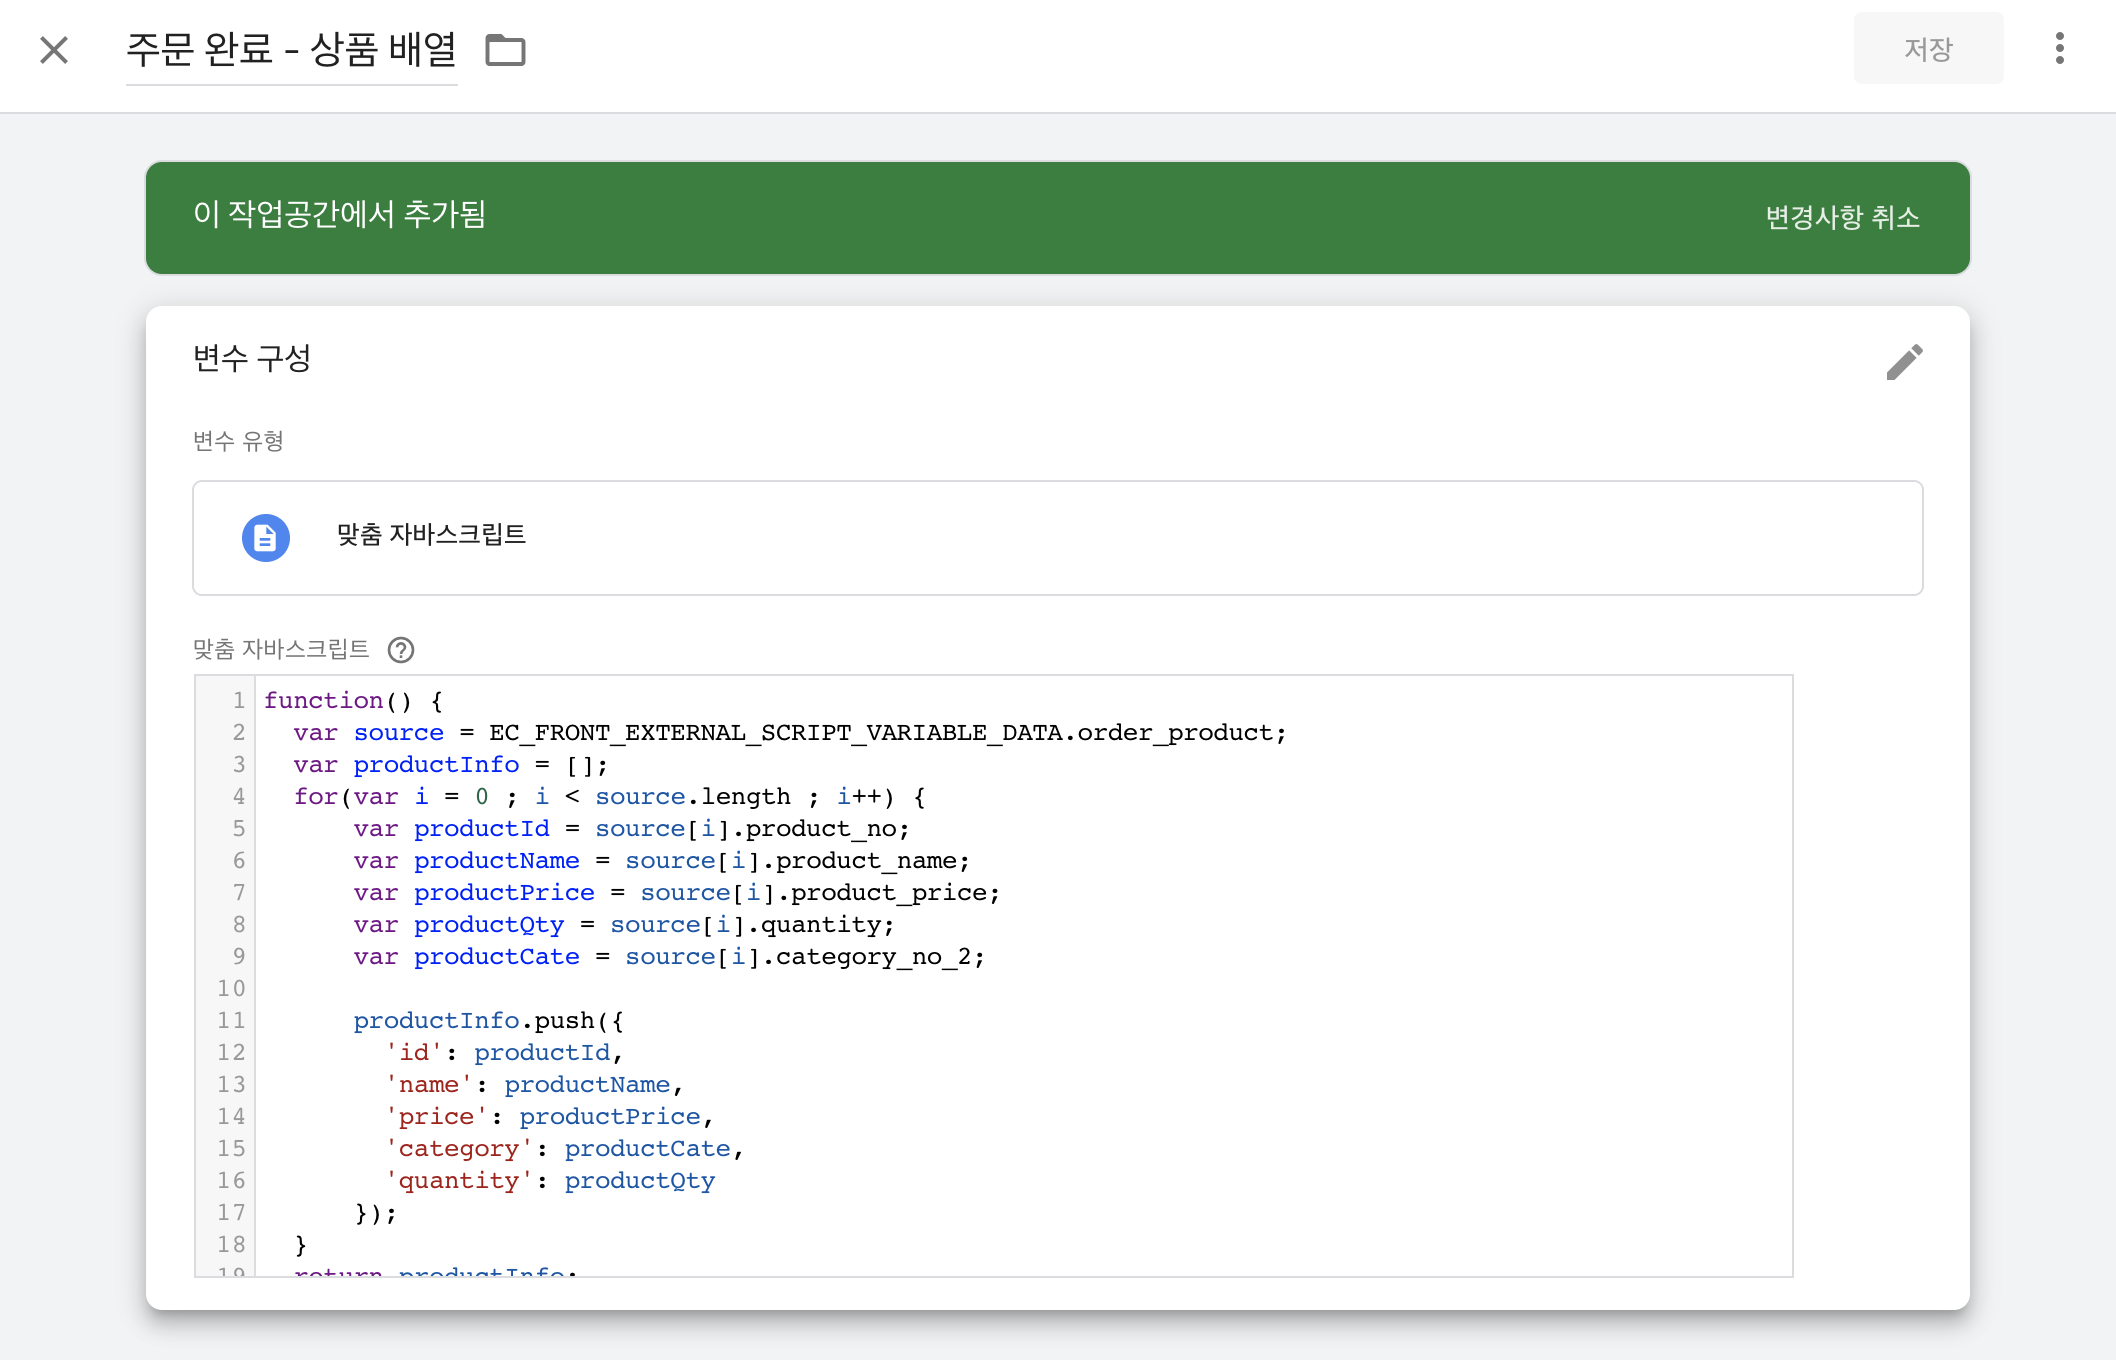 주문 완료 - 상품 배열
저장
이 작업공간에서 추가됨
변경사항 취소
변수 구성
변수 유형
맞춤 자바스크립트
맞춤 자바스크립트
1 function() {
2 var source = EC_FRONT_EXTERNAL_SCRIPT_VARIABLE_DATA.order_product;
3 var productInfo = [];
4 for(var i = 0 ; i < source.length ; i++) {
5 var productId = source[i].product_no;
6 var productName = source[i].product_name;
7 var productPrice = source[i].product_price;
8 var productQty = source[i].quantity;
9 var productCate = source[i].category_no_2;
10
11 productInfo.push({
12 'id': productId,
13 'name': productName,
14 'price': productPrice,
15 'category': productCate,
16 'quantity': productQty
17 });
18 }
19 return productInfo;